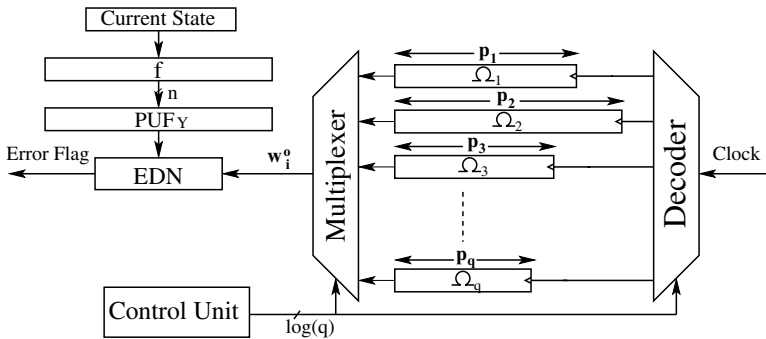 Current State
f
n
PUF_Y
EDN
Error Flag
w_i^o
Multiplexer
p_1
Ω_1
p_2
Ω_2
p_3
Ω_3
p_q
Ω_q
Decoder
Clock
Control Unit
log(q)